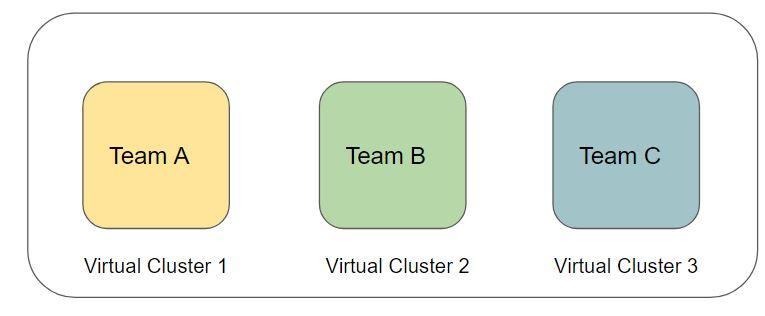 Team A
Team B
Team C
Virtual Cluster 1
Virtual Cluster 2
Virtual Cluster 3